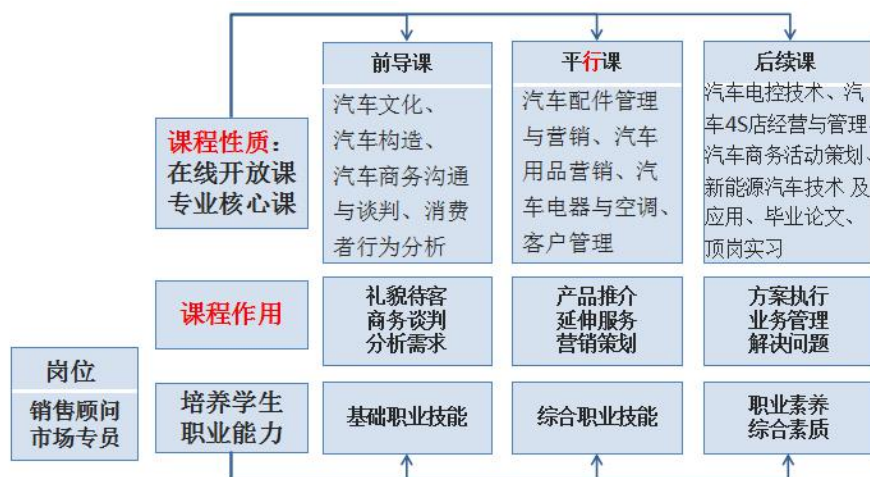 前导课
汽车文化、
汽车构造、
汽车商务沟通
与谈判、消费
者行为分析
平行课
汽车配件管理
与营销、汽车
用品营销、汽
车电器与空调、
客户管理
后续课
汽车电控技术、汽
车4S店经营与管理、
汽车商务活动策划、
新能源汽车技术 及
应用、毕业论文、
顶岗实习
课程性质：
在线开放课
专业核心课
课程作用
礼貌待客
商务谈判
分析需求
产品推介
延伸服务
营销策划
方案执行
业务管理
解决问题
岗位
销售顾问
市场专员
培养学生
职业能力
基础职业技能
综合职业技能
职业素养
综合素质